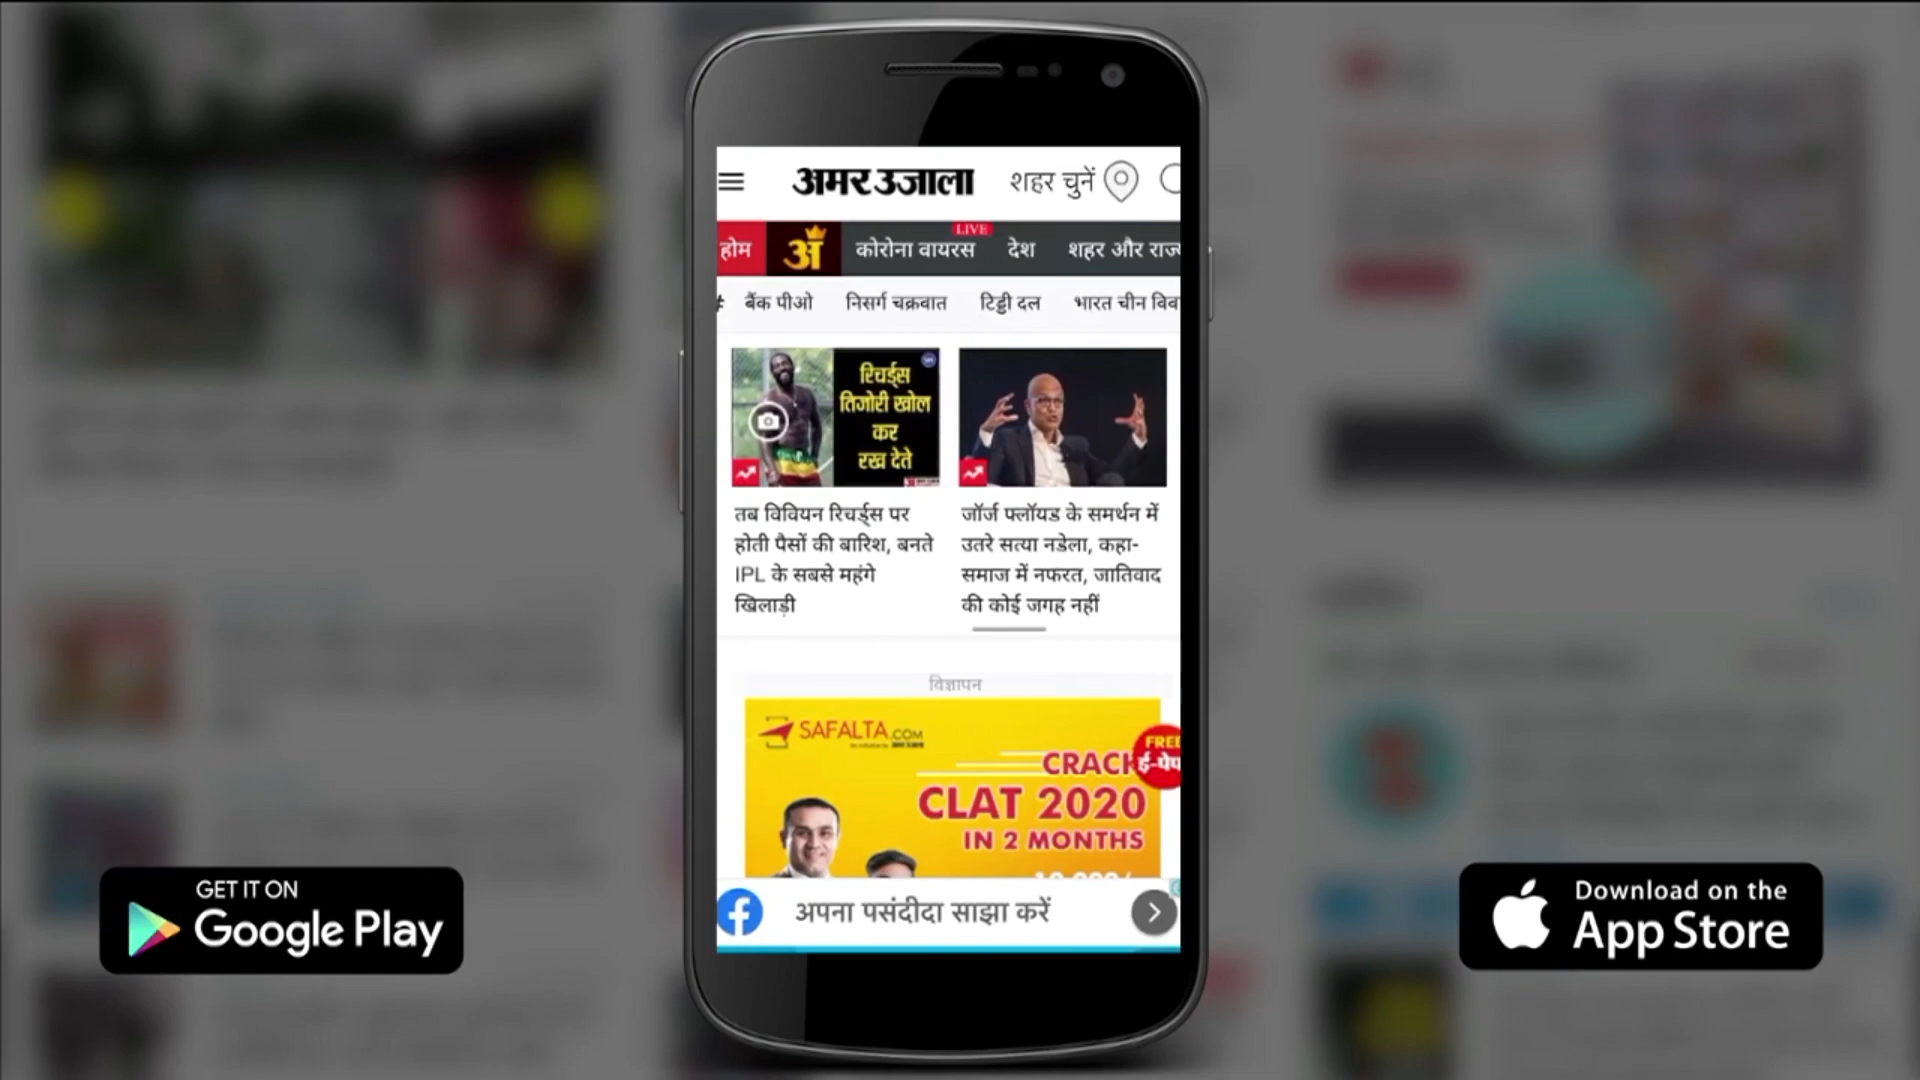 अमर उजाला
शहर चुनें
LIVE
होम
अ
कोरोना वायरस
देश
शहर और राज्
#
बैंक पीओ
निसर्ग चक्रवात
टिड्डी दल
भारत चीन विव
रिचर्ड्स
तिजोरी खोल
कर
रख देते
तब विवियन रिचर्ड्स पर
होती पैसों की बारिश, बनते
IPL के सबसे महंगे
खिलाड़ी
जॉर्ज फ्लॉयड के समर्थन में
उतरे सत्या नडेला, कहा-
समाज में नफरत, जातिवाद
की कोई जगह नहीं
विज्ञापन
SAFALTA.COM
FREE
ई-पेप
CRACK
CLAT 2020
IN 2 MONTHS
अपना पसंदीदा साझा करें
GET IT ON
Google Play
Download on the
App Store